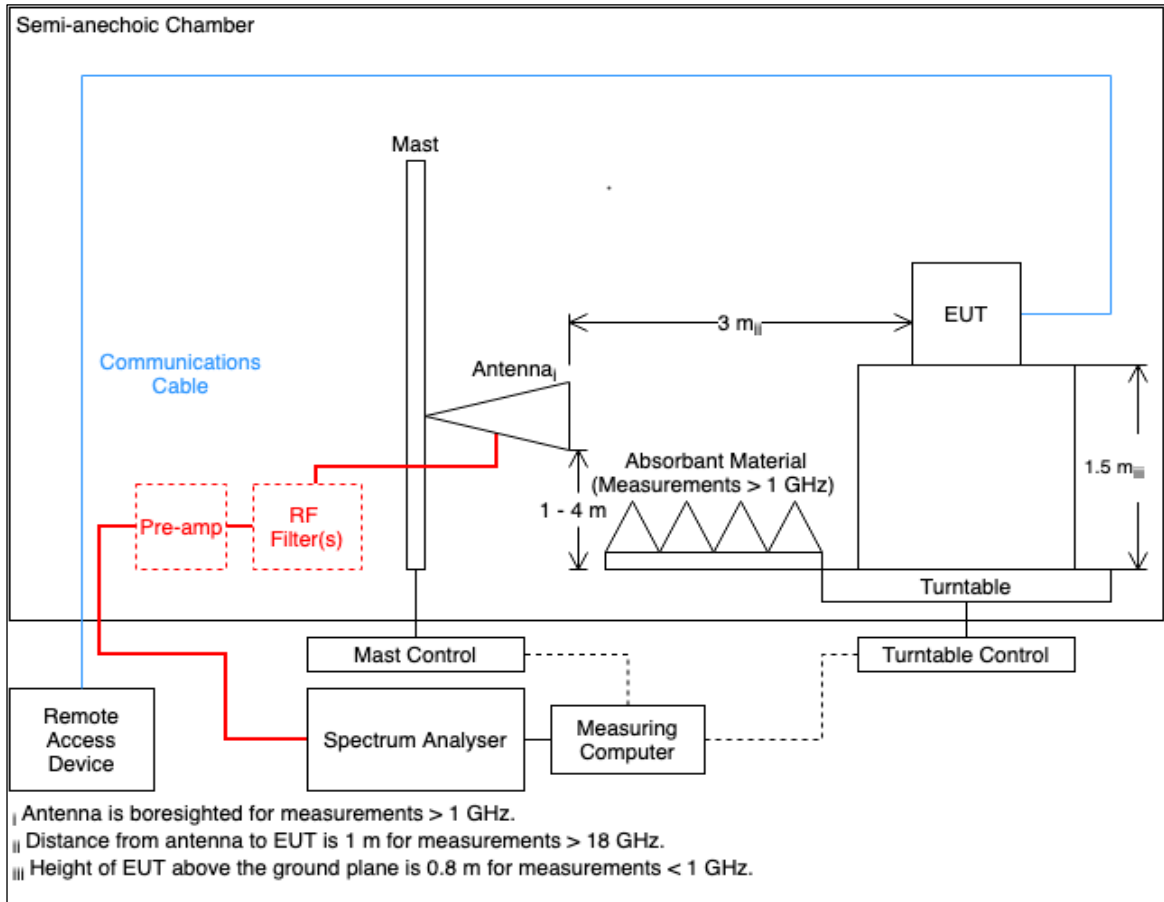 Semi-anechoic Chamber
Mast
EUT
3 m ii
Communications
Cable
Antenna i
Absorbant Material
(Measurements > 1 GHz)
1.5 m iii
1 - 4 m
Pre-amp
RF
Filter(s)
Turntable
Mast Control
Turntable Control
Remote
Access
Device
Spectrum Analyser
Measuring
Computer
i Antenna is boresighted for measurements > 1 GHz.
ii Distance from antenna to EUT is 1 m for measurements > 18 GHz.
iii Height of EUT above the ground plane is 0.8 m for measurements < 1 GHz.